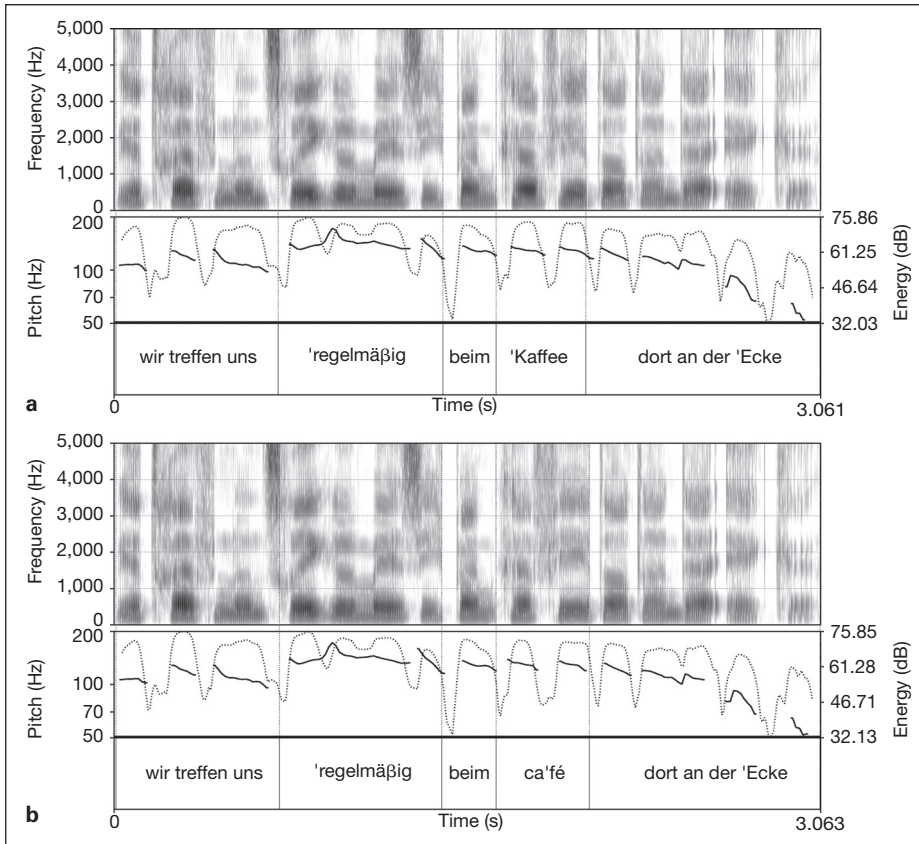 5,000
4,000
3,000
2,000
1,000
0
Frequency (Hz)
200
100
70
50
Pitch (Hz)
75.86
61.25
46.64
32.03
Energy (dB)
wir treffen uns 'regelmäβig beim 'Kaffee dort an der 'Ecke
a
0 Time (s) 3.061
5,000
4,000
3,000
2,000
1,000
0
Frequency (Hz)
200
100
70
50
Pitch (Hz)
75.85
61.28
46.71
32.13
Energy (dB)
wir treffen uns 'regelmäβig beim ca'fé dort an der 'Ecke
b
0 Time (s) 3.063